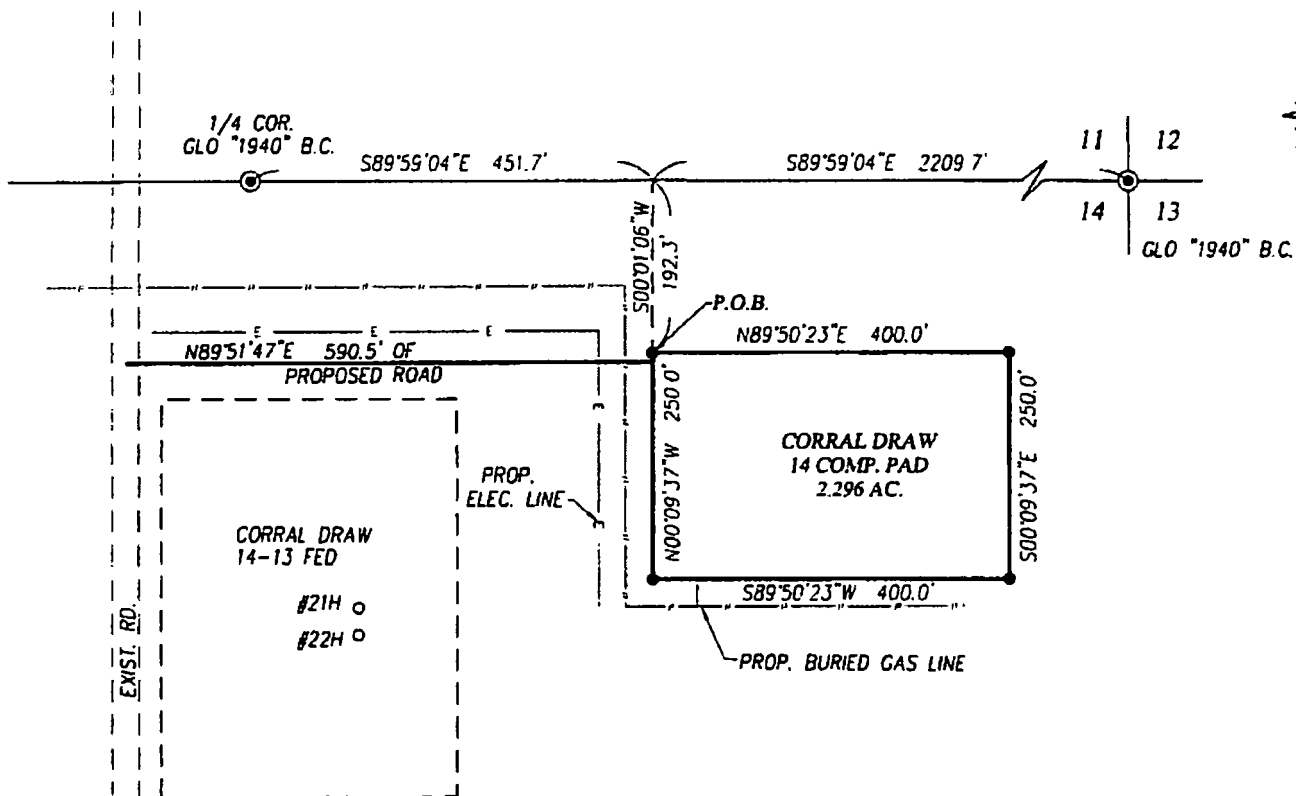 1/4 COR.
GLO "1940" B.C.
S89°59'04"E 451.7'
S89°59'04"E 2209 7'
11 12
14 13
GLO "1940" B.C.
S00°01'06"W
192.3'
P.O.B.
N89°50'23"E 400.0'
N89°51'47"E 590.5' OF
PROPOSED ROAD
N00°09'37"W 250 0'
CORRAL DRAW
14 COMP. PAD
2.296 AC.
S00°09'37"E 250.0'
S89°50'23"W 400.0'
PROP.
ELEC. LINE
E E E
E
E
CORRAL DRAW
14-13 FED
#21H
#22H
EXIST. RD.
PROP. BURIED GAS LINE